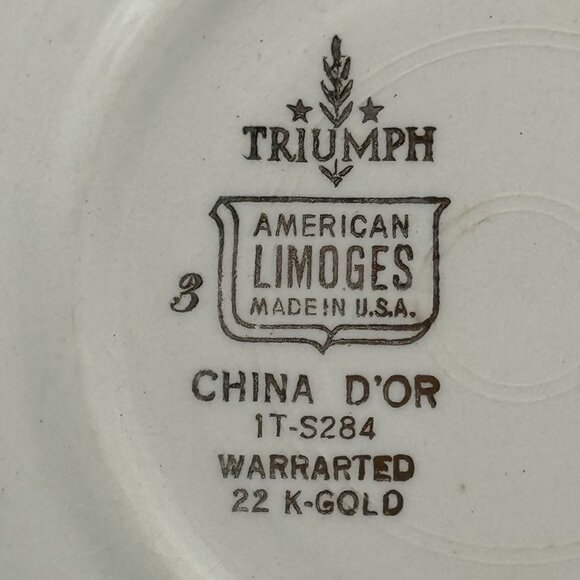 TRIUMPH
AMERICAN
LIMOGES
MADE IN U.S.A.
3
CHINA D'OR
1T-S284
WARRARTED
22 K-GOLD